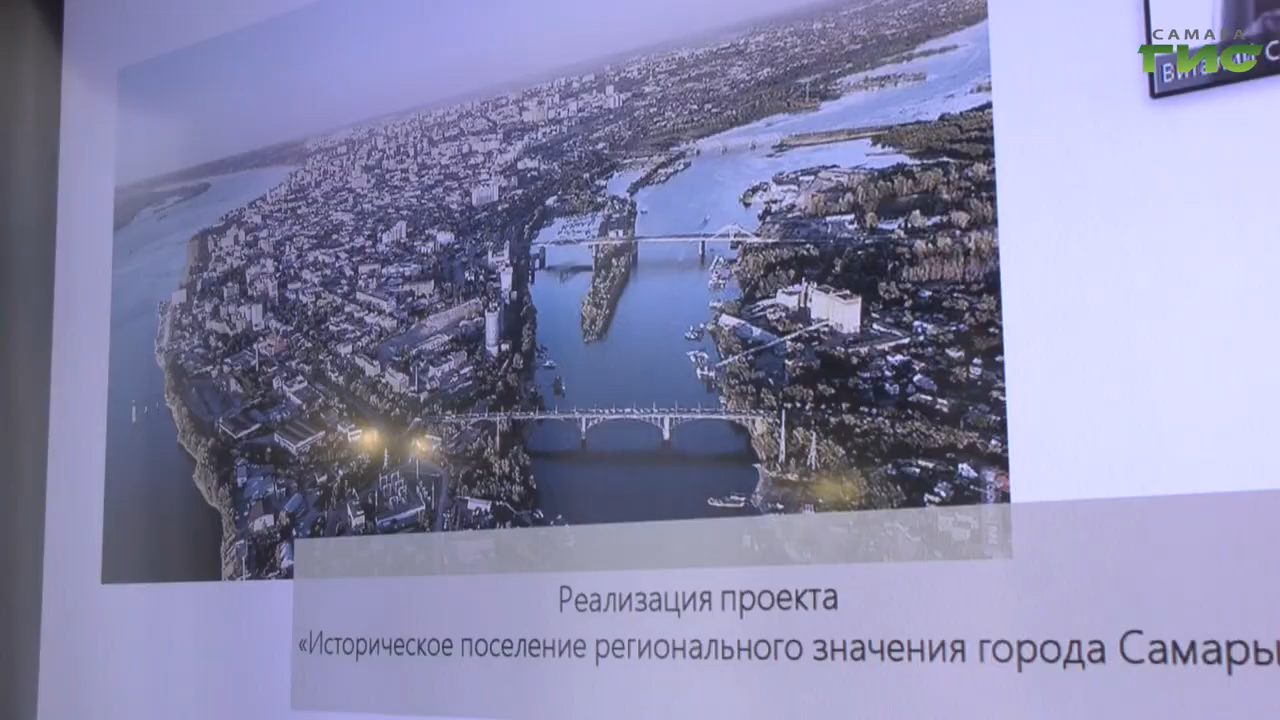 САМАРА
ГИС
Реализация проекта
«Историческое поселение регионального значения города Самары